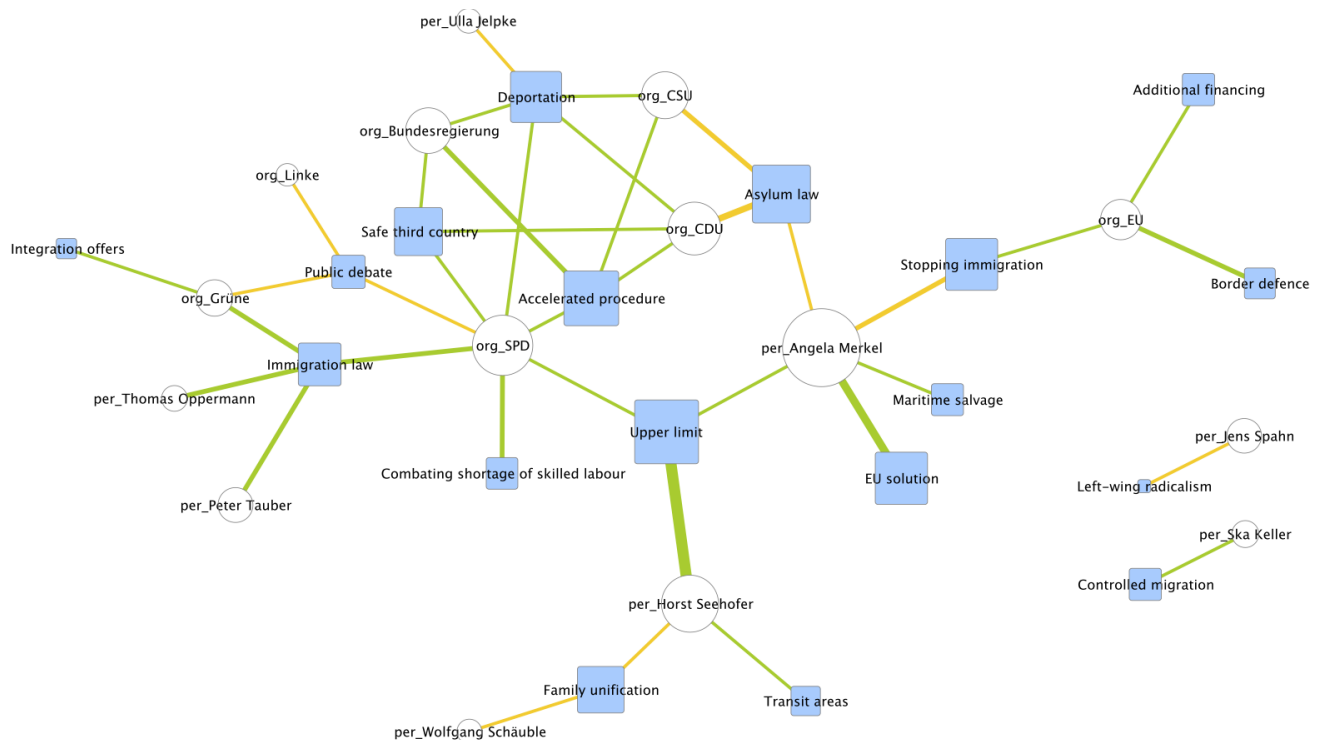 per_Ulla Jelpke
Additional financing
Deportation
org_CSU
org_Bundesregierung
org_Linke
Asylum law
org_EU
Safe third country
org_CDU
Integration offers
Stopping immigration
Public debate
Border defence
org_Grüne
Accelerated procedure
org_SPD
per_Angela Merkel
Immigration law
per_Thomas Oppermann
Maritime salvage
Upper limit
per_Jens Spahn
Combating shortage of skilled labour
EU solution
Left-wing radicalism
per_Peter Tauber
per_Ska Keller
Controlled migration
per_Horst Seehofer
Family unification
Transit areas
per_Wolfgang Schäuble